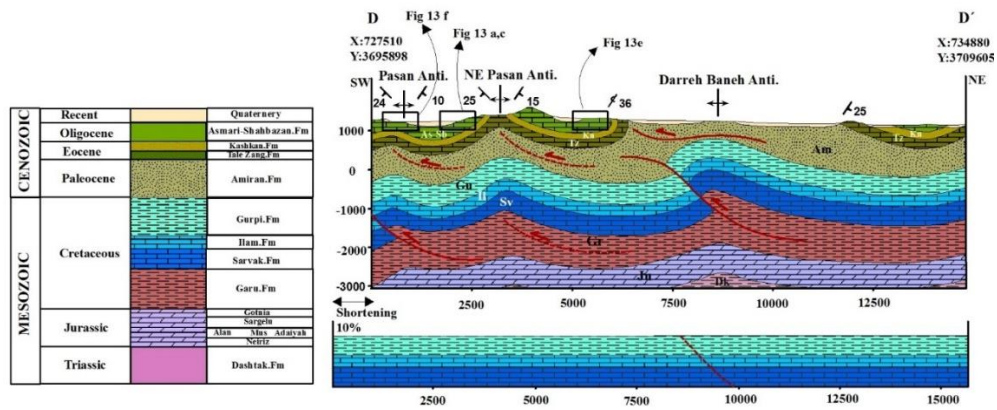 CENOZOIC
MESOZOIC
Recent
Quaternery
Oligocene
Asmari-Shahbazan.Fm
Eocene
Kashkan.Fm
Tale Zang.Fm
Paleocene
Amiran.Fm
Cretaceous
Gurpi.Fm
Ilam.Fm
Sarvak.Fm
Garu.Fm
Jurassic
Gotnia
Sargelu
Alan Mus Adaiyah
Neiriz
Triassic
Dashtak.Fm
D
X:727510
Y:3695898
SW
Fig 13 f
Fig 13 a,c
Fig 13e
D´
X:734880
Y:3709605
NE
Pasan Anti.
NE Pasan Anti.
Darreh Baneh Anti.
24 10 25 15 36 25
1000
0
-1000
-2000
-3000
As-Sb
Kn
Tz
Kn
Tz
Am
Gu
Il
Sv
Gr
Ju
Dk
2500 5000 7500 10000 12500
Shortening
10%
2500 5000 7500 10000 12500 15000